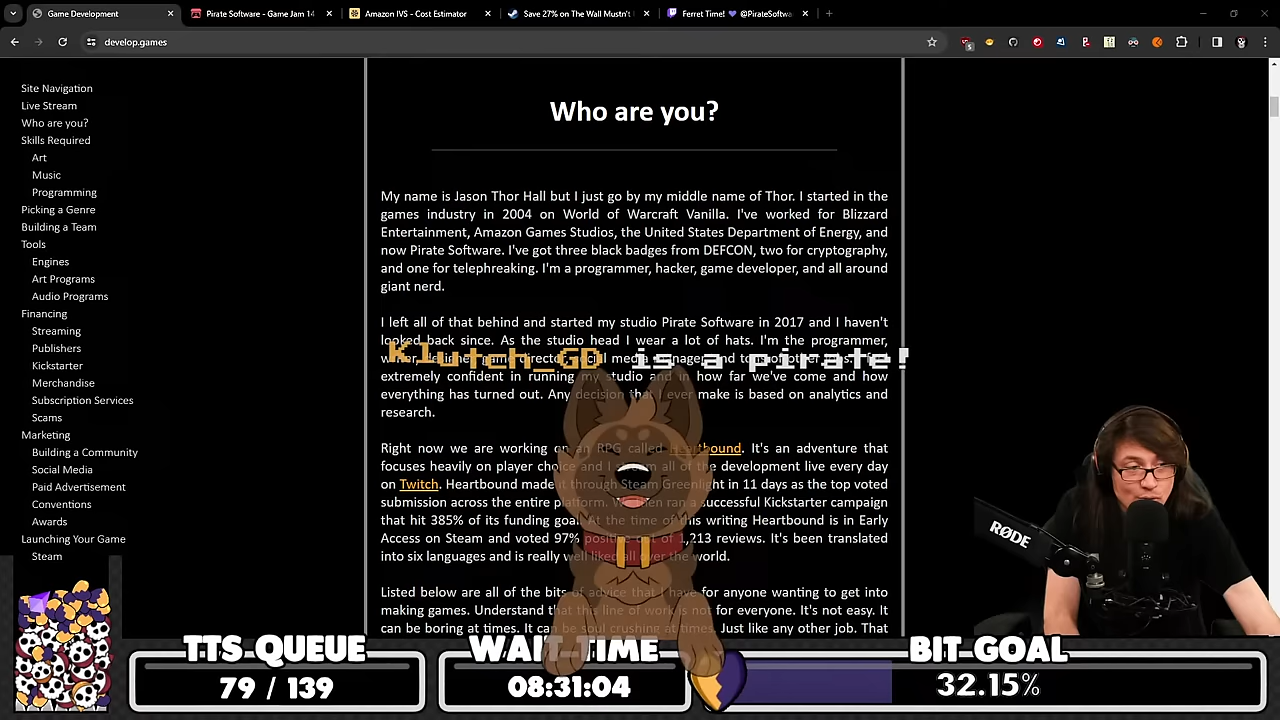 Game Development
Pirate Software - Game Jam 14
Amazon IVS - Cost Estimator
Save 27% on The Wall Mustn't
Ferret Time! 💜 @PirateSoftwa
develop.games
Site Navigation
Live Stream
Who are you?
Skills Required
Art
Music
Programming
Picking a Genre
Building a Team
Tools
Engines
Art Programs
Audio Programs
Financing
Streaming
Publishers
Kickstarter
Merchandise
Subscription Services
Scams
Marketing
Building a Community
Social Media
Paid Advertisement
Conventions
Awards
Launching Your Game
Steam
Who are you?
My name is Jason Thor Hall but I just go by my middle name of Thor. I started in the
games industry in 2004 on World of Warcraft Vanilla. I've worked for Blizzard
Entertainment, Amazon Games Studios, the United States Department of Energy, and
now Pirate Software. I've got three black badges from DEFCON, two for cryptography,
and one for telephreaking. I'm a programmer, hacker, game developer, and all around
giant nerd.
I left all of that behind and started my studio Pirate Software in 2017 and I haven't
looked back since. As the studio head I wear a lot of hats. I'm the programmer,
Klutch_GD is a pirate!
extremely confident in running my studio and in how far we've come and how
everything has turned out. Any decision that I ever make is based on analytics and
research.
Right now we are working on an RPG called Heartbound. It's an adventure that
focuses heavily on player choice and I stream all of the development live every day
on Twitch. Heartbound made it through Steam Greenlight in 11 days as the top voted
submission across the entire platform. We then ran a successful Kickstarter campaign
that hit 385% of its funding goal. At the time of this writing Heartbound is in Early
Access on Steam and voted 97% positive out of 1,213 reviews. It's been translated
into six languages and is really well liked all over the world.
Listed below are all of the bits of advice that I have for anyone wanting to get into
making games. Understand that this line of work is not for everyone. It's not easy. It
can be boring at times. It can be soul crushing at times. Just like any other job. That
RØDE
TTS QUEUE
79 / 139
WAIT TIME
08:31:04
BIT GOAL
32.15%